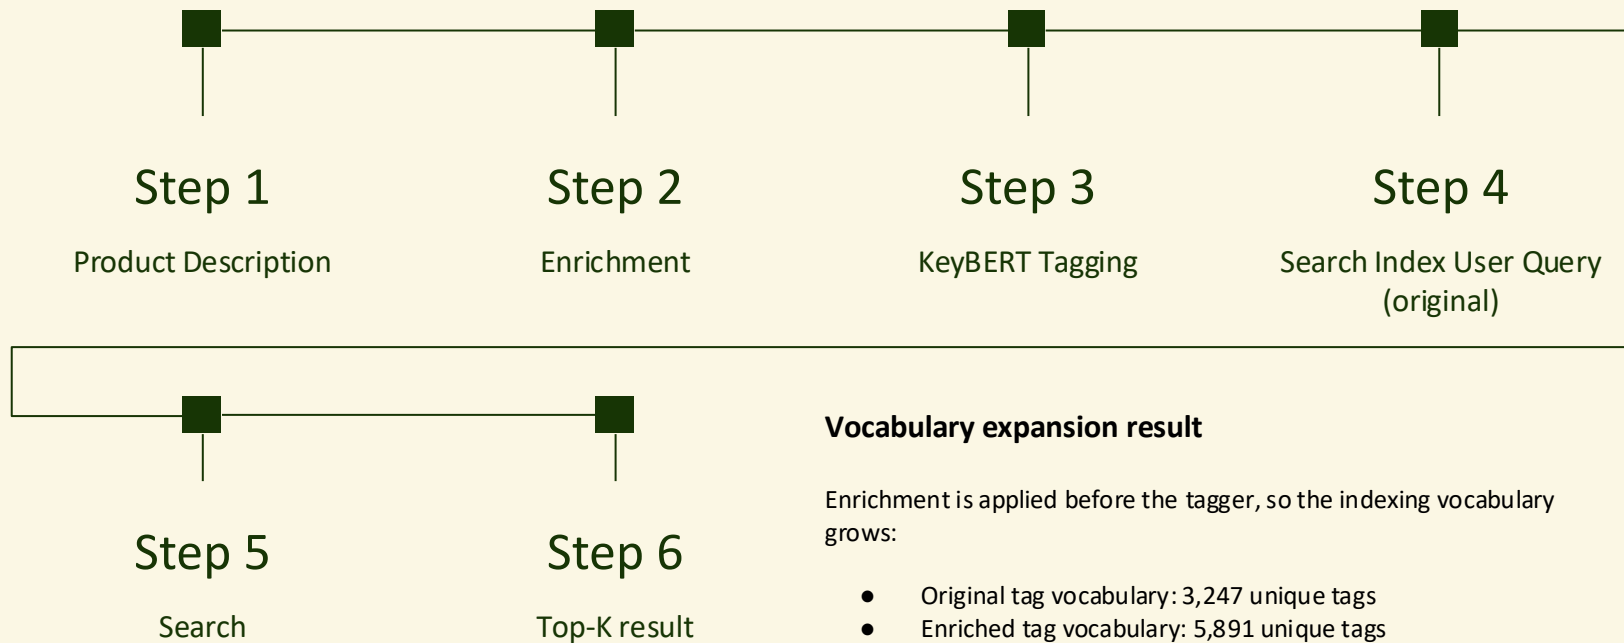 Step 1
Product Description
Step 2
Enrichment
Step 3
KeyBERT Tagging
Step 4
Search Index User Query
(original)
Step 5
Search
Step 6
Top-K result
Vocabulary expansion result
Enrichment is applied before the tagger, so the indexing vocabulary
grows:
● Original tag vocabulary: 3,247 unique tags
● Enriched tag vocabulary: 5,891 unique tags